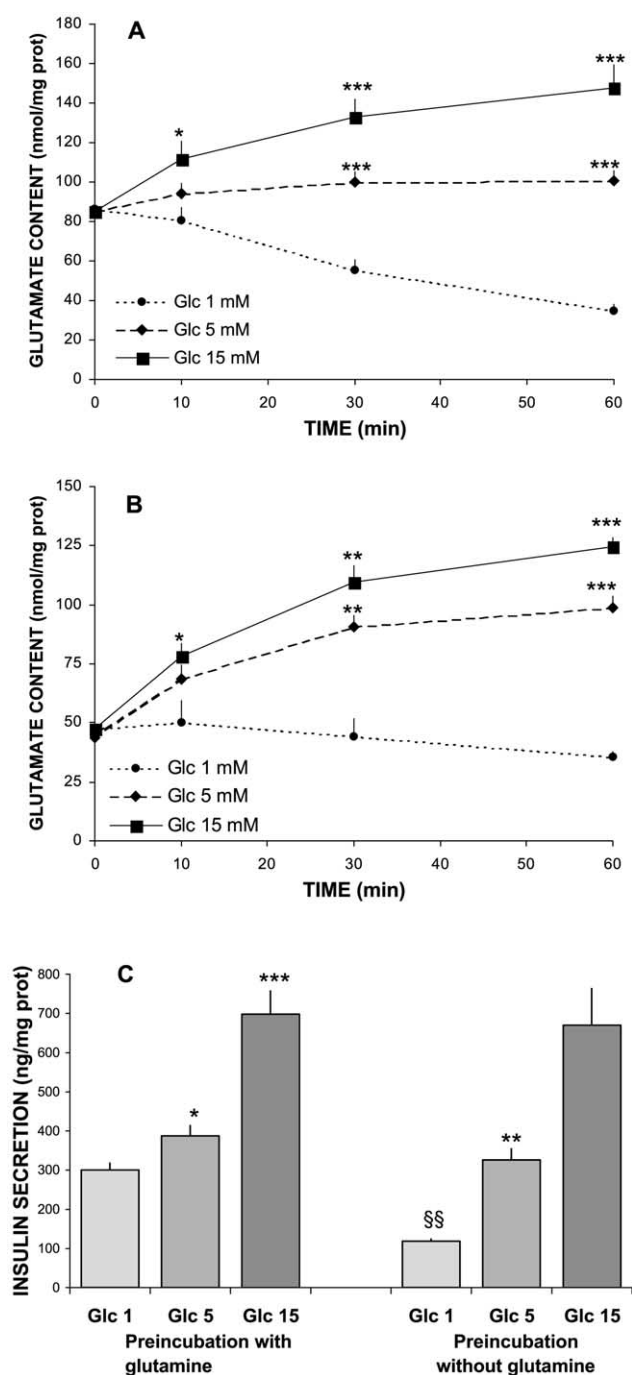 A
GLUTAMATE CONTENT (nmol/mg prot)
180
160
140
120
100
80
60
40
20
0
*
***
***
***
***
Glc 1 mM
Glc 5 mM
Glc 15 mM
0 10 20 30 40 50 60
TIME (min)
B
GLUTAMATE CONTENT (nmol/mg prot)
150
125
100
75
50
25
0
*
**
***
**
***
Glc 1 mM
Glc 5 mM
Glc 15 mM
0 10 20 30 40 50 60
TIME (min)
C
INSULIN SECRETION (ng/mg prot)
800
700
600
500
400
300
200
100
0
*
***
§§
**
Glc 1 Glc 5 Glc 15 Glc 1 Glc 5 Glc 15
Preincubation with Preincubation
glutamine without glutamine